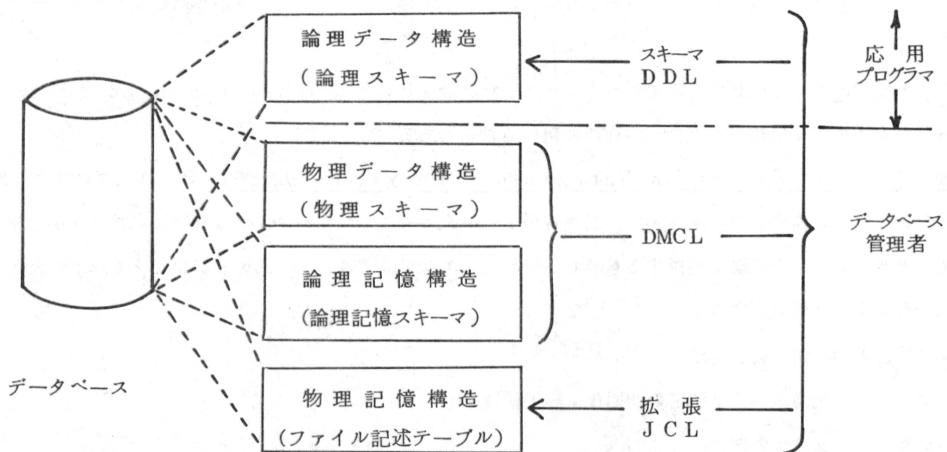 論理データ構造
(論理スキーマ)
スキーマ
DDL
応用
プログラマ
物理データ構造
(物理スキーマ)
DMCL
データベース
管理者
論理記憶構造
(論理記憶スキーマ)
データベース
物理記憶構造
(ファイル記述テーブル)
拡張
JCL